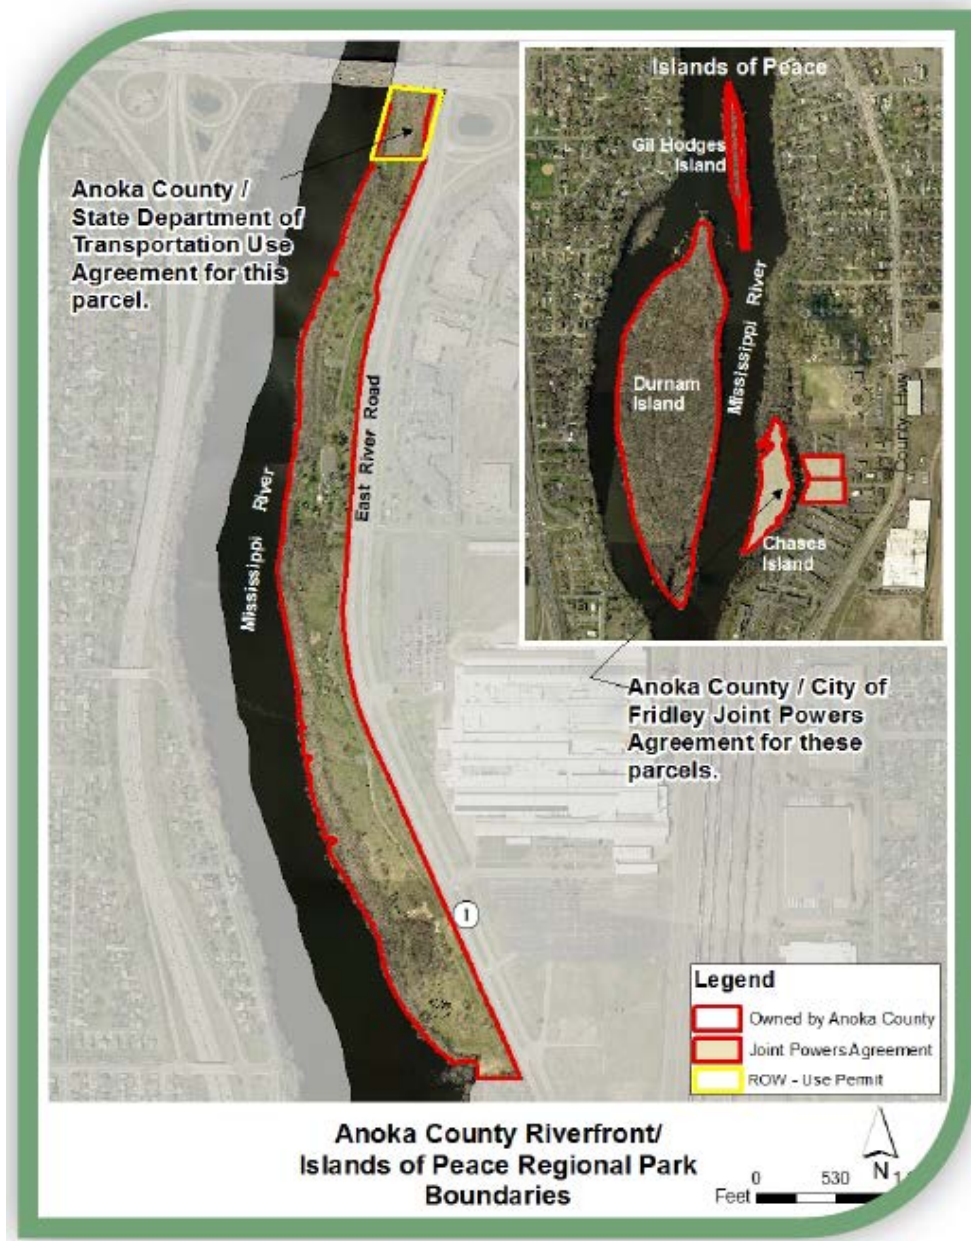 Islands of Peace
Gil Hodges
Island
Anoka County /
State Department of
Transportation Use
Agreement for this
parcel.
Mississippi River
Durnam
Island
County Hwy 1
East River Road
Mississippi River
Chases
Island
Anoka County / City of
Fridley Joint Powers
Agreement for these
parcels.
1
Legend
Owned by Anoka County
Joint Powers Agreement
ROW - Use Permit
Anoka County Riverfront/
Islands of Peace Regional Park
Boundaries
N
0 530
Feet